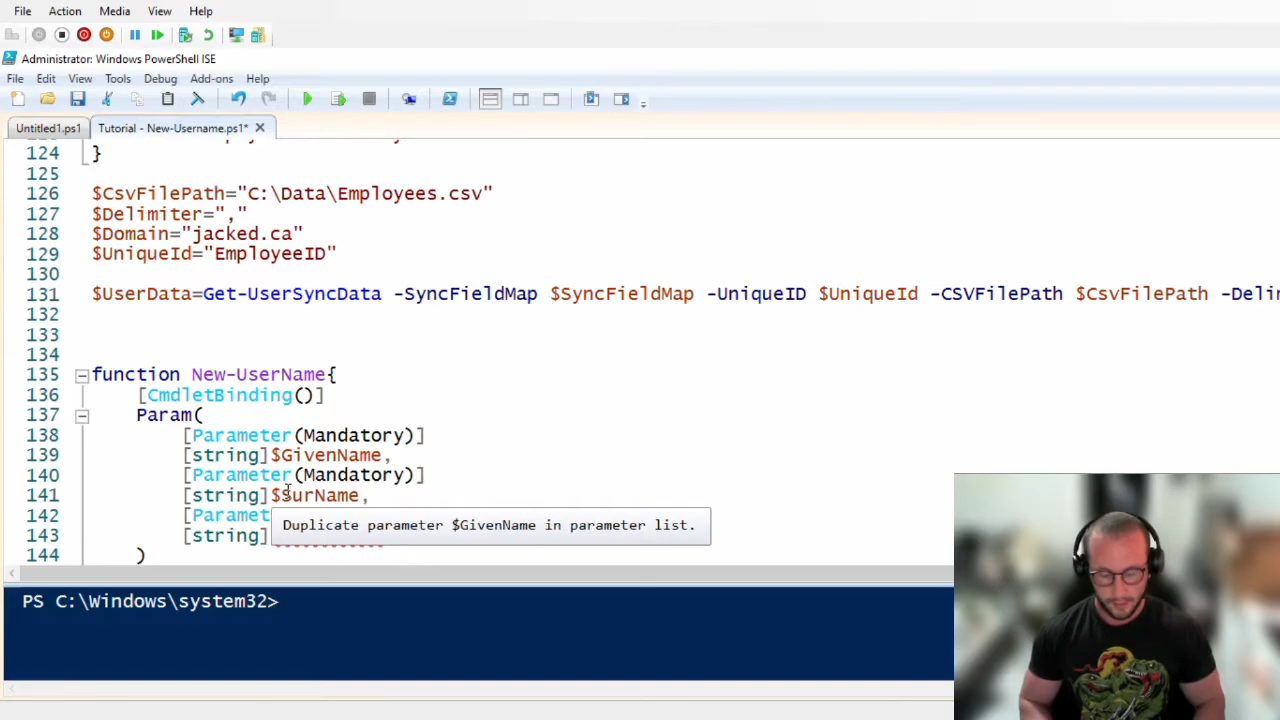 File Action Media View Help
Administrator: Windows PowerShell ISE
File Edit View Tools Debug Add-ons Help
Untitled1.ps1 Tutorial - New-Username.ps1*
124 }
125
126 $CsvFilePath="C:\Data\Employees.csv"
127 $Delimiter=","
128 $Domain="jacked.ca"
129 $UniqueId="EmployeeID"
130
131 $UserData=Get-UserSyncData -SyncFieldMap $SyncFieldMap -UniqueID $UniqueId -CSVFilePath $CsvFilePath -Delim
132
133
134
135 function New-UserName{
136 [CmdletBinding()]
137 Param(
138 [Parameter(Mandatory)]
139 [string]$GivenName,
140 [Parameter(Mandatory)]
141 [string]$SurName,
142 [Paramet
143 [string]
Duplicate parameter $GivenName in parameter list.
144 )
PS C:\Windows\system32>